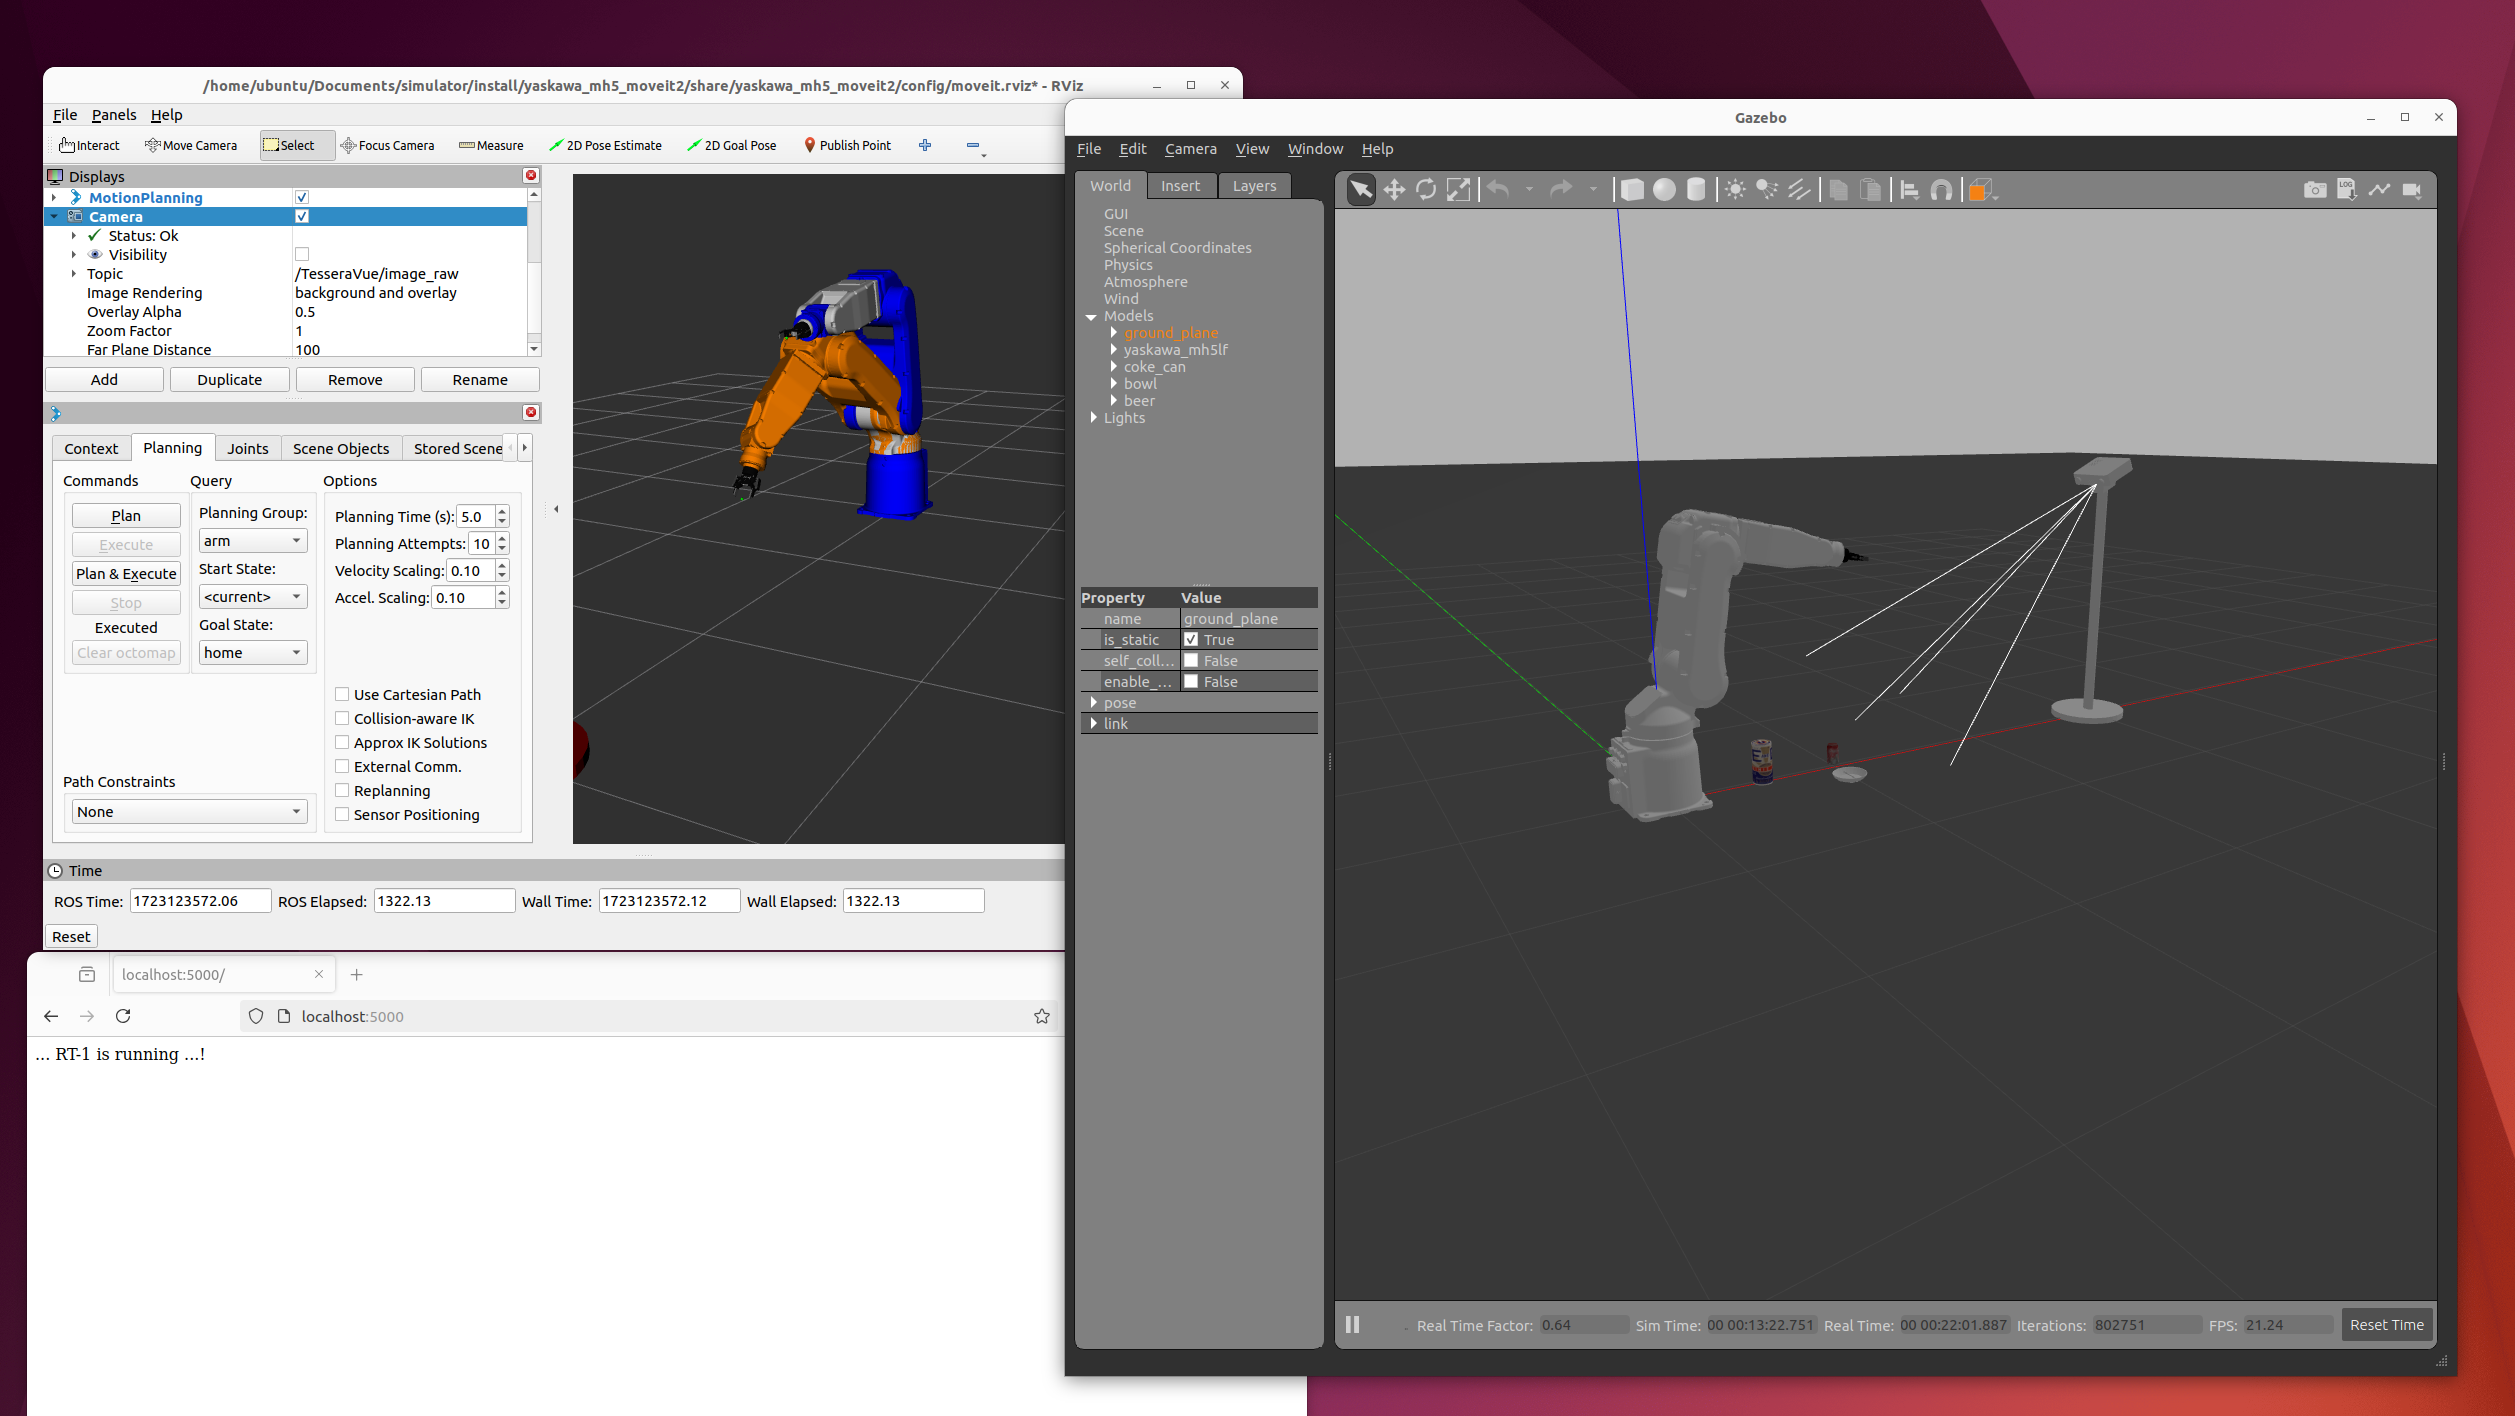 /home/ubuntu/Documents/simulator/install/yaskawa_mh5_moveit2/share/yaskawa_mh5_moveit2/config/moveit.rviz* - RViz
File Panels Help
Interact Move Camera Select Focus Camera Measure 2D Pose Estimate 2D Goal Pose Publish Point
Displays
MotionPlanning
Camera
Status: Ok
Visibility
Topic /TesseraVue/image_raw
Image Rendering background and overlay
Overlay Alpha 0.5
Zoom Factor 1
Far Plane Distance 100
Add Duplicate Remove Rename
Context Planning Joints Scene Objects Stored Scene
Commands Query Options
Plan
Execute
Plan & Execute
Stop
Executed
Clear octomap
Planning Group:
arm
Start State:
<current>
Goal State:
home
Planning Time (s): 5.0
Planning Attempts: 10
Velocity Scaling: 0.10
Accel. Scaling: 0.10
Use Cartesian Path
Collision-aware IK
Approx IK Solutions
External Comm.
Replanning
Sensor Positioning
Path Constraints
None
Time
ROS Time: 1723123572.06 ROS Elapsed: 1322.13 Wall Time: 1723123572.12 Wall Elapsed: 1322.13
Reset
localhost:5000/
localhost:5000
... RT-1 is running ...!
Gazebo
File Edit Camera View Window Help
World Insert Layers
LOG
GUI
Scene
Spherical Coordinates
Physics
Atmosphere
Wind
Models
ground_plane
yaskawa_mh5lf
coke_can
bowl
beer
Lights
Property Value
name ground_plane
is_static True
self_coll... False
enable_... False
pose
link
Real Time Factor: 0.64 Sim Time: 00 00:13:22.751 Real Time: 00 00:22:01.887 Iterations: 802751 FPS: 21.24 Reset Time